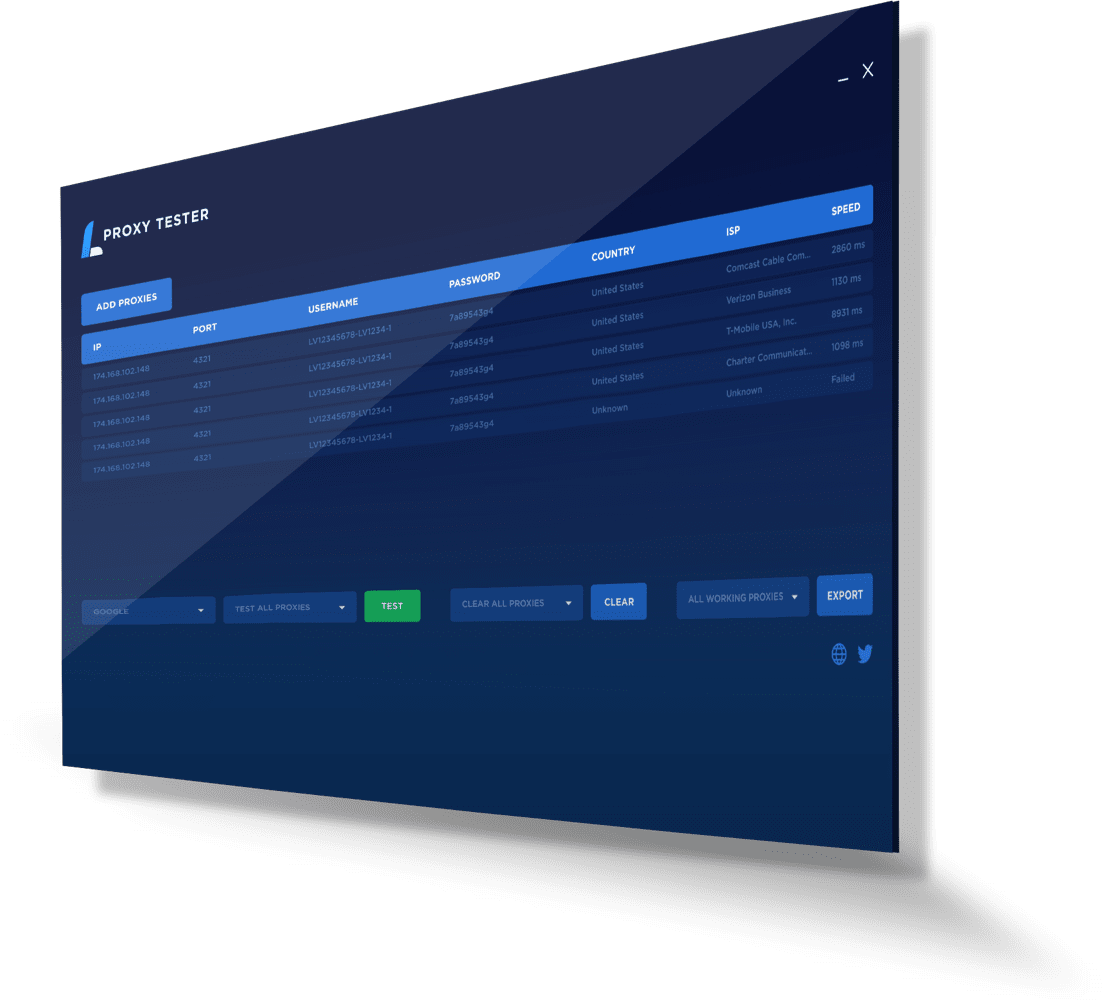 _ X
PROXY TESTER
ADD PROXIES
IP PORT USERNAME PASSWORD COUNTRY ISP SPEED
174.168.102.148 4321 LV12345678-LV1234-1 7a89543g4 United States Comcast Cable Com... 2860 ms
174.168.102.148 4321 LV12345678-LV1234-1 7a89543g4 United States Verizon Business 1130 ms
174.168.102.148 4321 LV12345678-LV1234-1 7a89543g4 United States T-Mobile USA, Inc. 8931 ms
174.168.102.148 4321 LV12345678-LV1234-1 7a89543g4 United States Charter Communicat... 1098 ms
174.168.102.148 4321 LV12345678-LV1234-1 7a89543g4 Unknown Unknown Failed
GOOGLE TEST ALL PROXIES TEST CLEAR ALL PROXIES CLEAR ALL WORKING PROXIES EXPORT